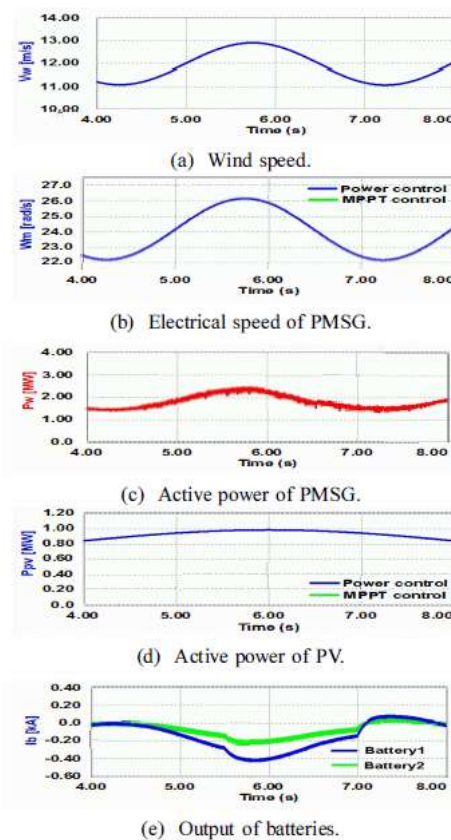 Vw [m/s]
14.00
13.00
12.00
11.00
10.00
4.00 5.00 6.00 7.00 8.00
Time (s)
(a) Wind speed.
Wm [rad/s]
27.0
26.0
25.0
24.0
23.0
22.0
Power control
MPPT control
4.00 5.00 6.00 7.00 8.00
Time (s)
(b) Electrical speed of PMSG.
Pw [MW]
4.00
3.00
2.00
1.00
0.0
4.00 5.00 6.00 7.00 8.00
Time (s)
(c) Active power of PMSG.
Ppv [MW]
1.20
1.00
0.80
0.60
0.40
0.20
0.0
Power control
MPPT control
4.00 5.00 6.00 7.00 8.00
Time (s)
(d) Active power of PV.
Ib [kA]
0.40
0.20
0.0
-0.20
-0.40
-0.60
Battery1
Battery2
4.00 5.00 6.00 7.00 8.00
Time (s)
(e) Output of batteries.